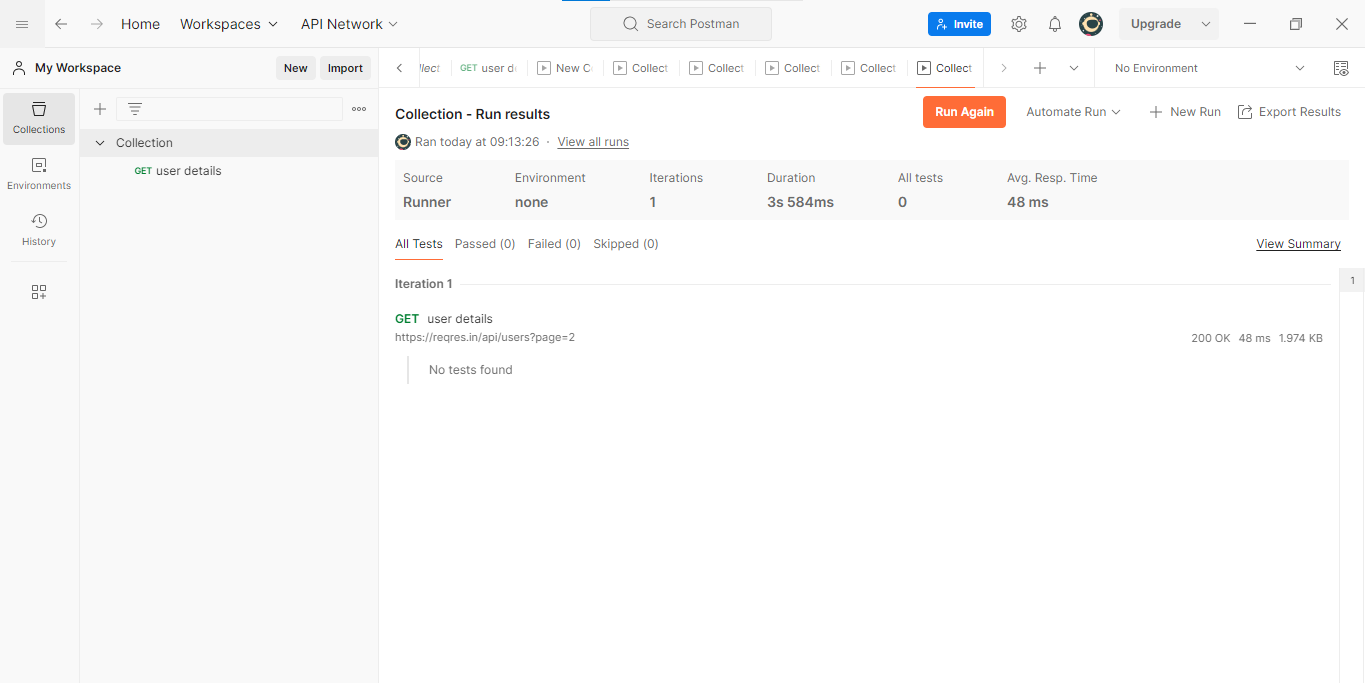 Home Workspaces API Network Search Postman Invite Upgrade
My Workspace New Import llect GET user d New C Collect Collect Collect Collect Collect No Environment
Collections
Environments
History
Collection
GET user details
Collection - Run results Run Again Automate Run New Run Export Results
Ran today at 09:13:26 · View all runs
Source Environment Iterations Duration All tests Avg. Resp. Time
Runner none 1 3s 584ms 0 48 ms
All Tests Passed (0) Failed (0) Skipped (0) View Summary
Iteration 1 1
GET user details
https://reqres.in/api/users?page=2 200 OK 48 ms 1.974 KB
No tests found